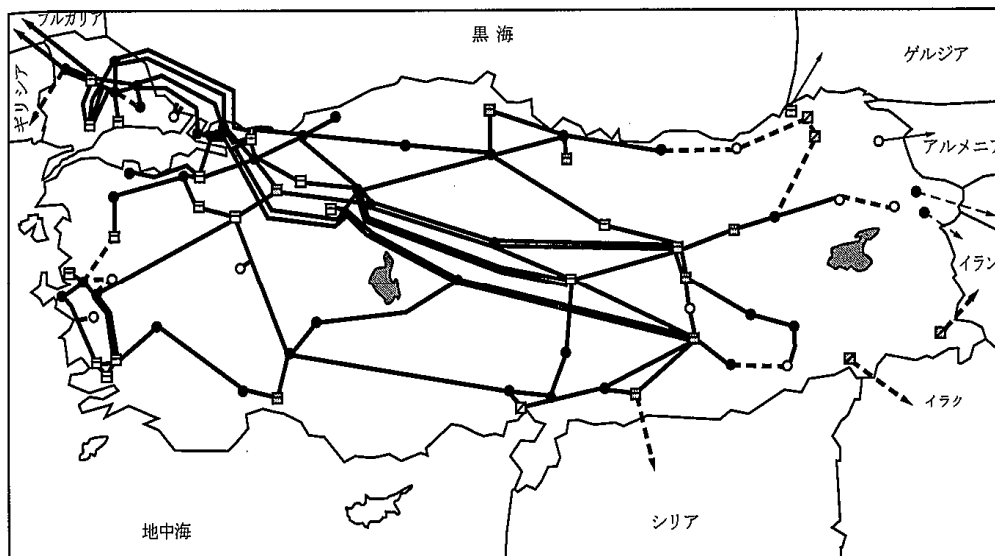 ブルガリア
黒海
ゲルジア
ギリシア
アルメニア
イラン
イラク
シリア
地中海